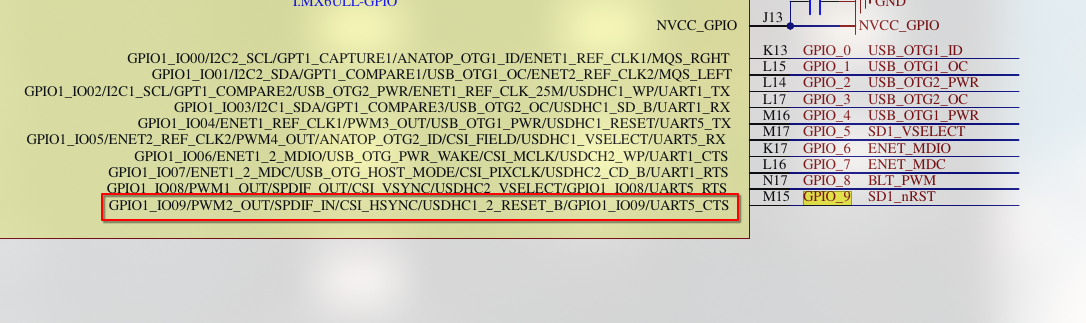 I.MX6ULL-GPIO
GND
NVCC_GPIO J13 NVCC_GPIO
GPIO1_IO00/I2C2_SCL/GPT1_CAPTURE1/ANATOP_OTG1_ID/ENET1_REF_CLK1/MQS_RGHT K13 GPIO_0 USB_OTG1_ID
GPIO1_IO01/I2C2_SDA/GPT1_COMPARE1/USB_OTG1_OC/ENET2_REF_CLK2/MQS_LEFT L15 GPIO_1 USB_OTG1_OC
GPIO1_IO02/I2C1_SCL/GPT1_COMPARE2/USB_OTG2_PWR/ENET1_REF_CLK_25M/USDHC1_WP/UART1_TX L14 GPIO_2 USB_OTG2_PWR
GPIO1_IO03/I2C1_SDA/GPT1_COMPARE3/USB_OTG2_OC/USDHC1_SD_B/UART1_RX L17 GPIO_3 USB_OTG2_OC
GPIO1_IO04/ENET1_REF_CLK1/PWM3_OUT/USB_OTG1_PWR/USDHC1_RESET/UART5_TX M16 GPIO_4 USB_OTG1_PWR
GPIO1_IO05/ENET2_REF_CLK2/PWM4_OUT/ANATOP_OTG2_ID/CSI_FIELD/USDHC1_VSELECT/UART5_RX M17 GPIO_5 SD1_VSELECT
GPIO1_IO06/ENET1_2_MDIO/USB_OTG_PWR_WAKE/CSI_MCLK/USDCH2_WP/UART1_CTS K17 GPIO_6 ENET_MDIO
GPIO1_IO07/ENET1_2_MDC/USB_OTG_HOST_MODE/CSI_PIXCLK/USDHC2_CD_B/UART1_RTS L16 GPIO_7 ENET_MDC
GPIO1_IO08/PWM1_OUT/SPDIF_OUT/CSI_VSYNC/USDHC2_VSELECT/GPIO1_IO08/UART5_RTS N17 GPIO_8 BLT_PWM
GPIO1_IO09/PWM2_OUT/SPDIF_IN/CSI_HSYNC/USDHC1_2_RESET_B/GPIO1_IO09/UART5_CTS M15 GPIO_9 SD1_nRST